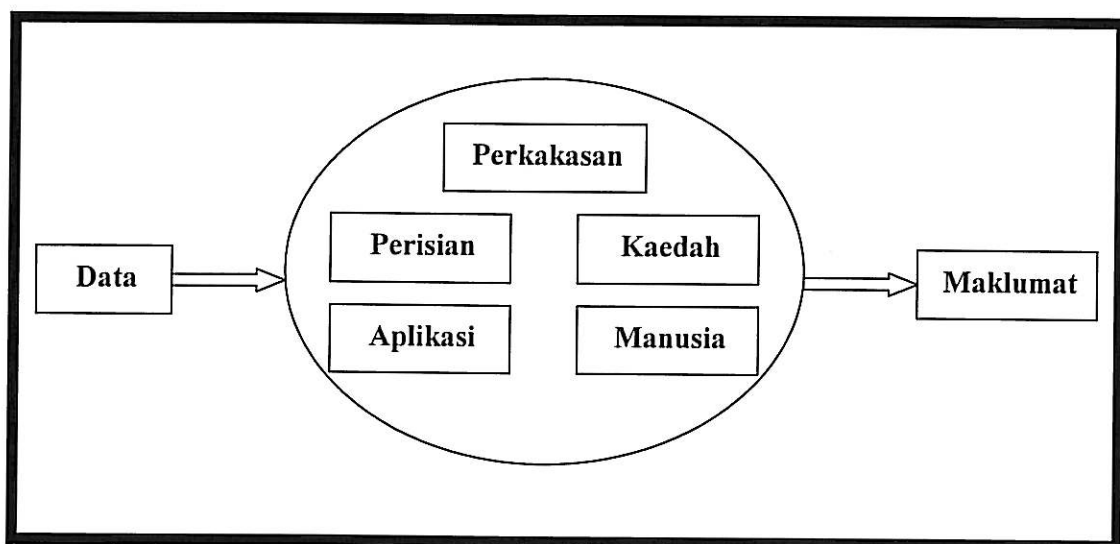 Perkakasan
Perisian
Kaedah
Data
Maklumat
Aplikasi
Manusia